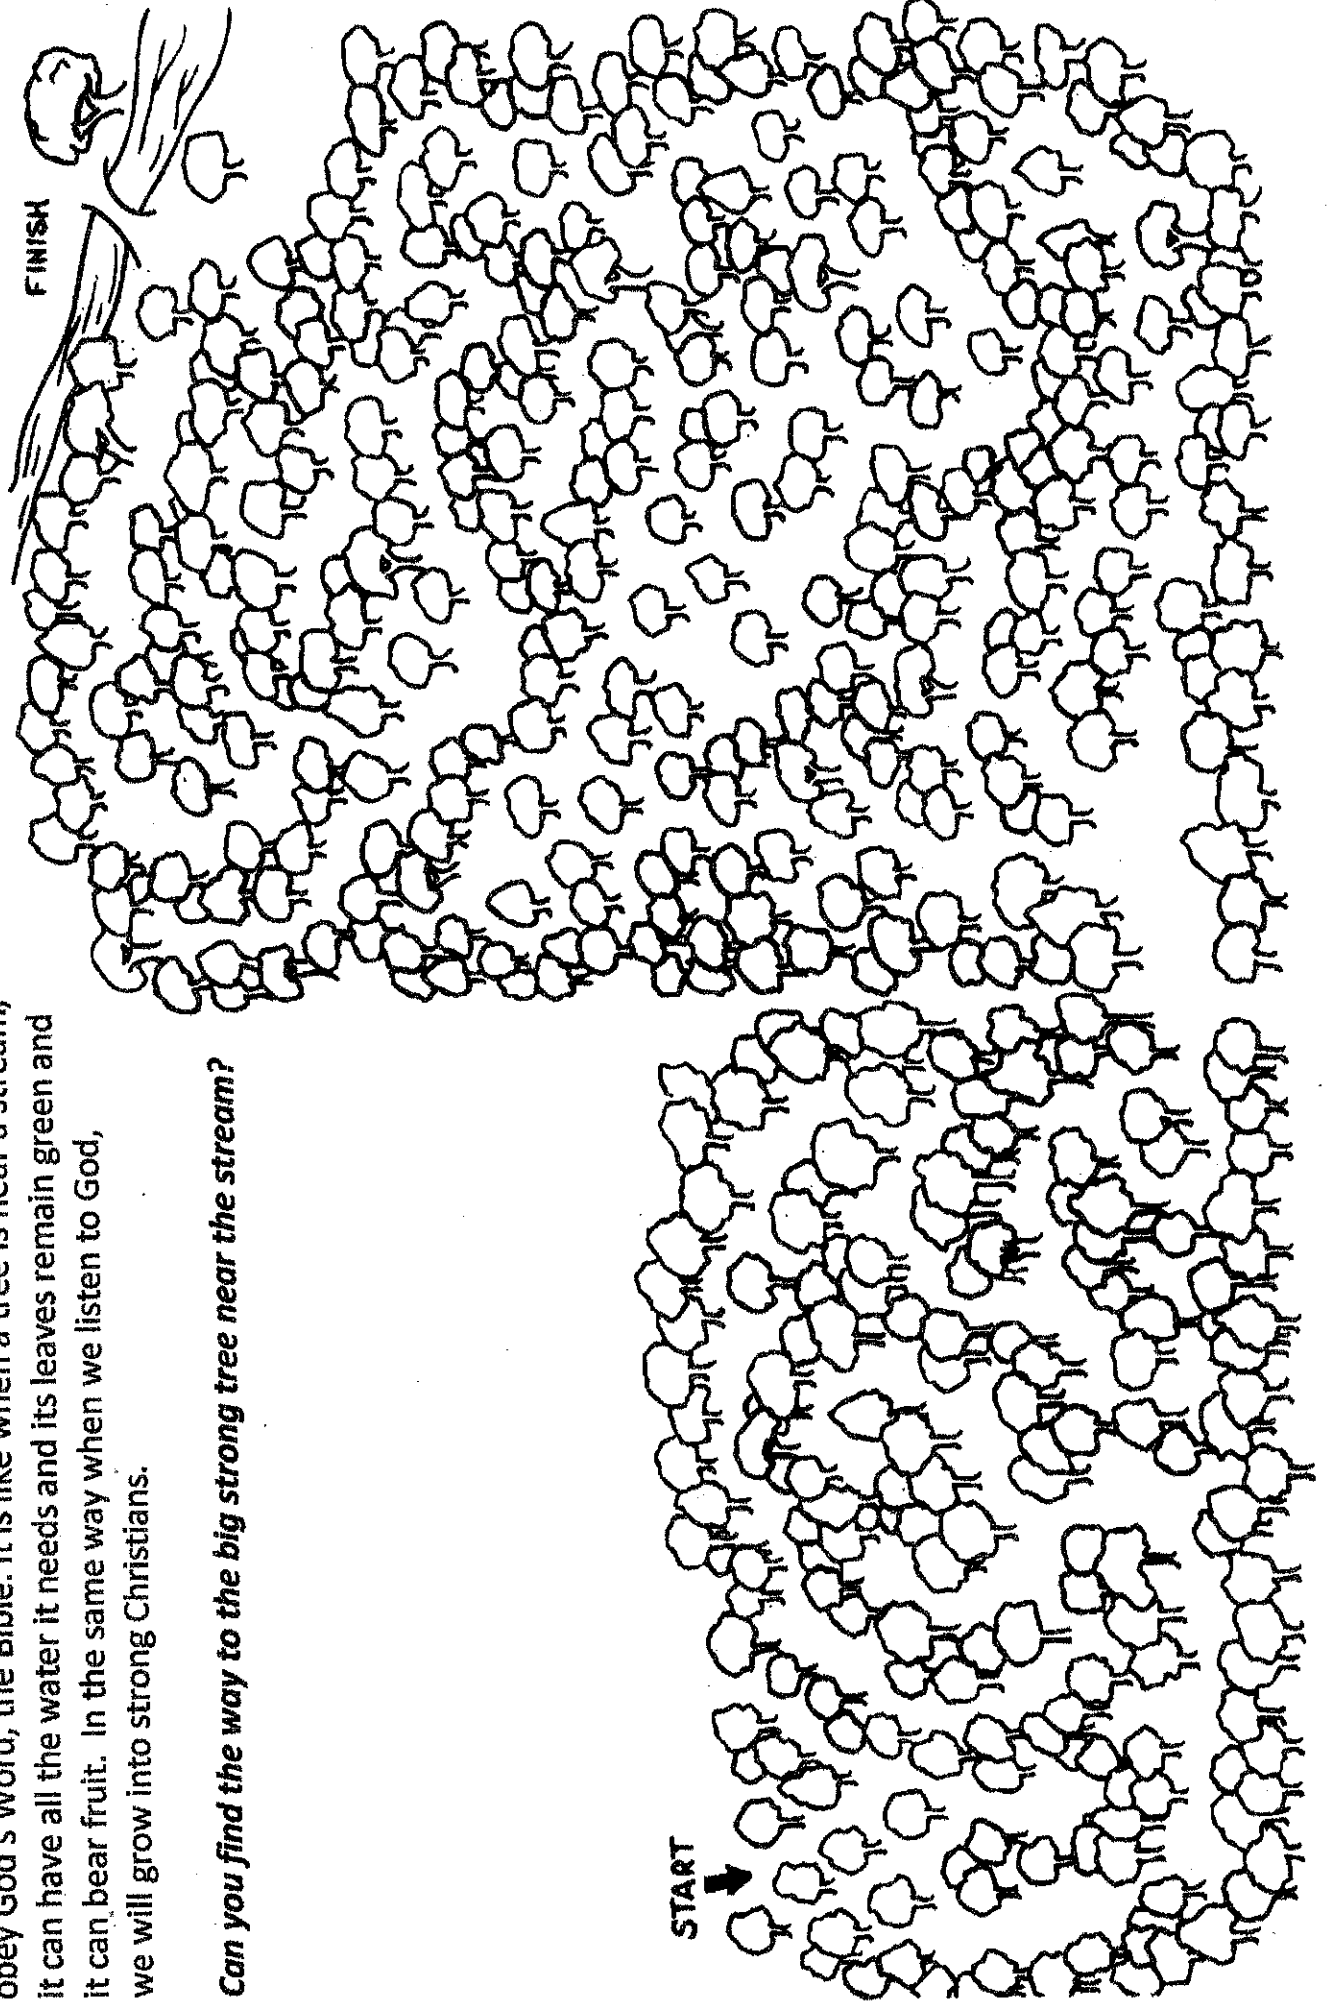 obey God's Word, the Bible. It is like when a tree is near a stream,
it can have all the water it needs and its leaves remain green and
it can bear fruit. In the same way when we listen to God,
we will grow into strong Christians.
Can you find the way to the big strong tree near the stream?
START
FINISH